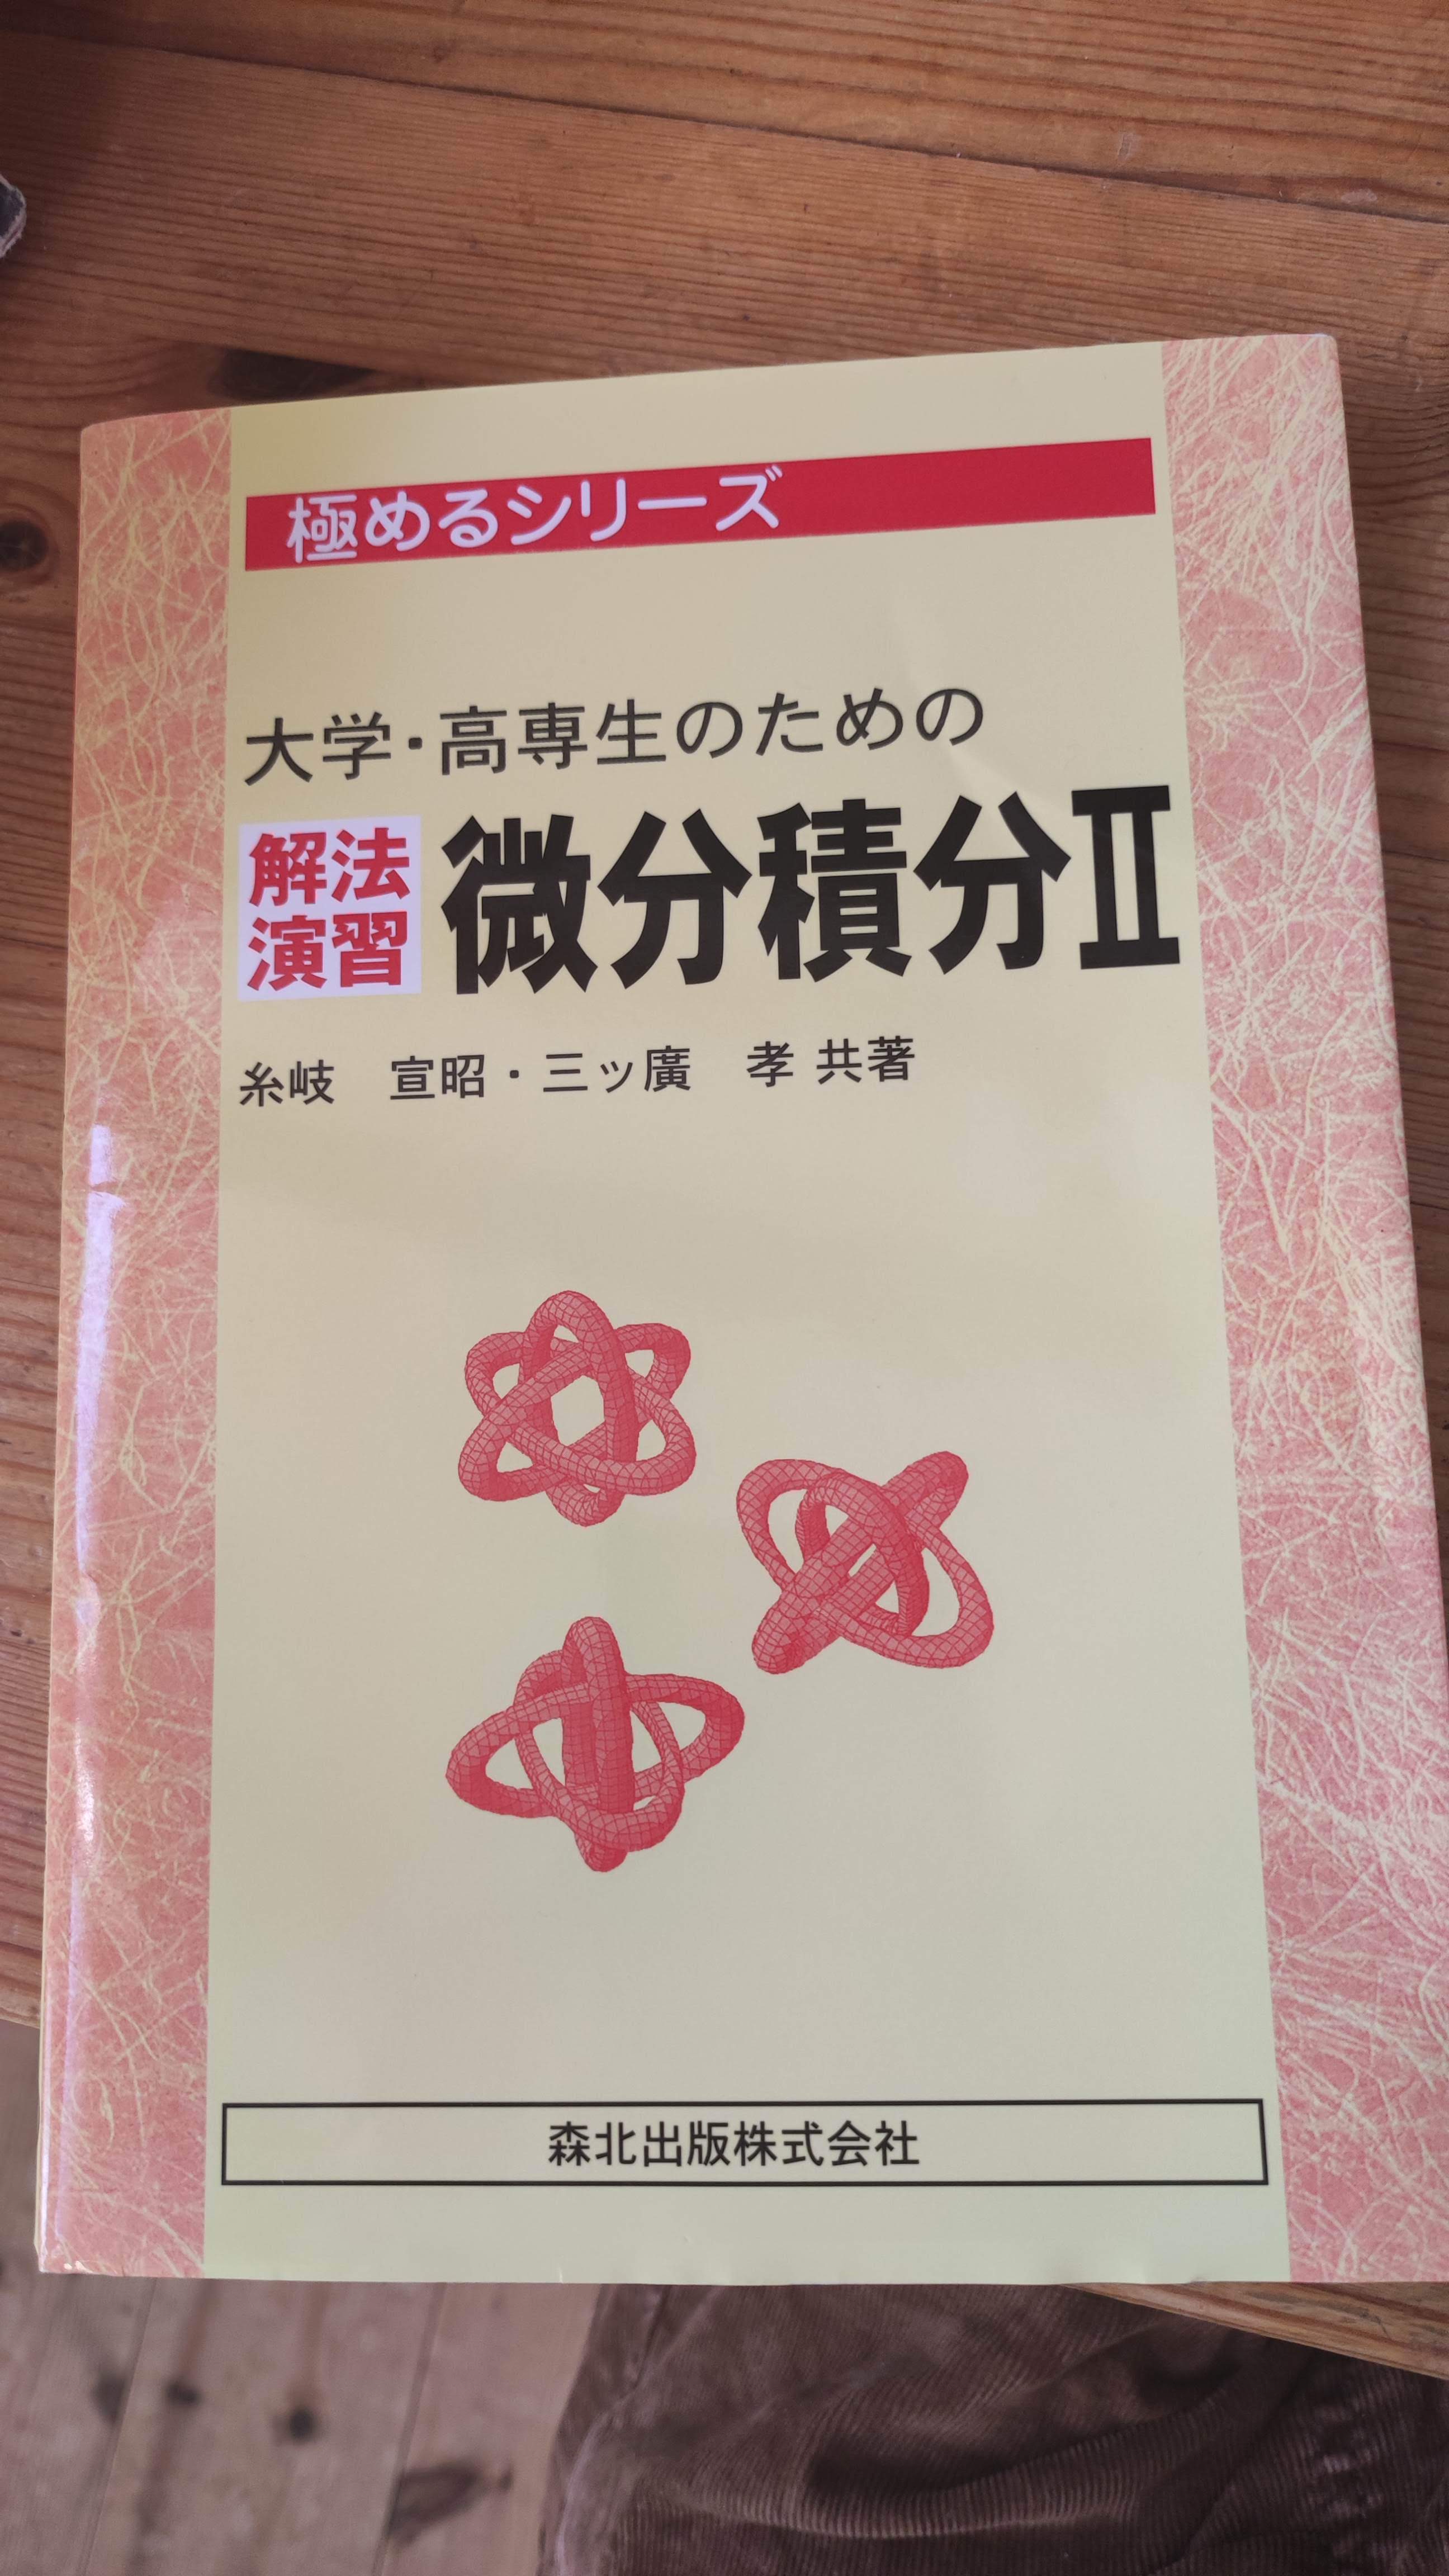 極めるシリーズ
大学・高専生のための
解法
演習
微分積分Ⅱ
糸岐 宣昭・三ッ廣 孝 共著
森北出版株式会社